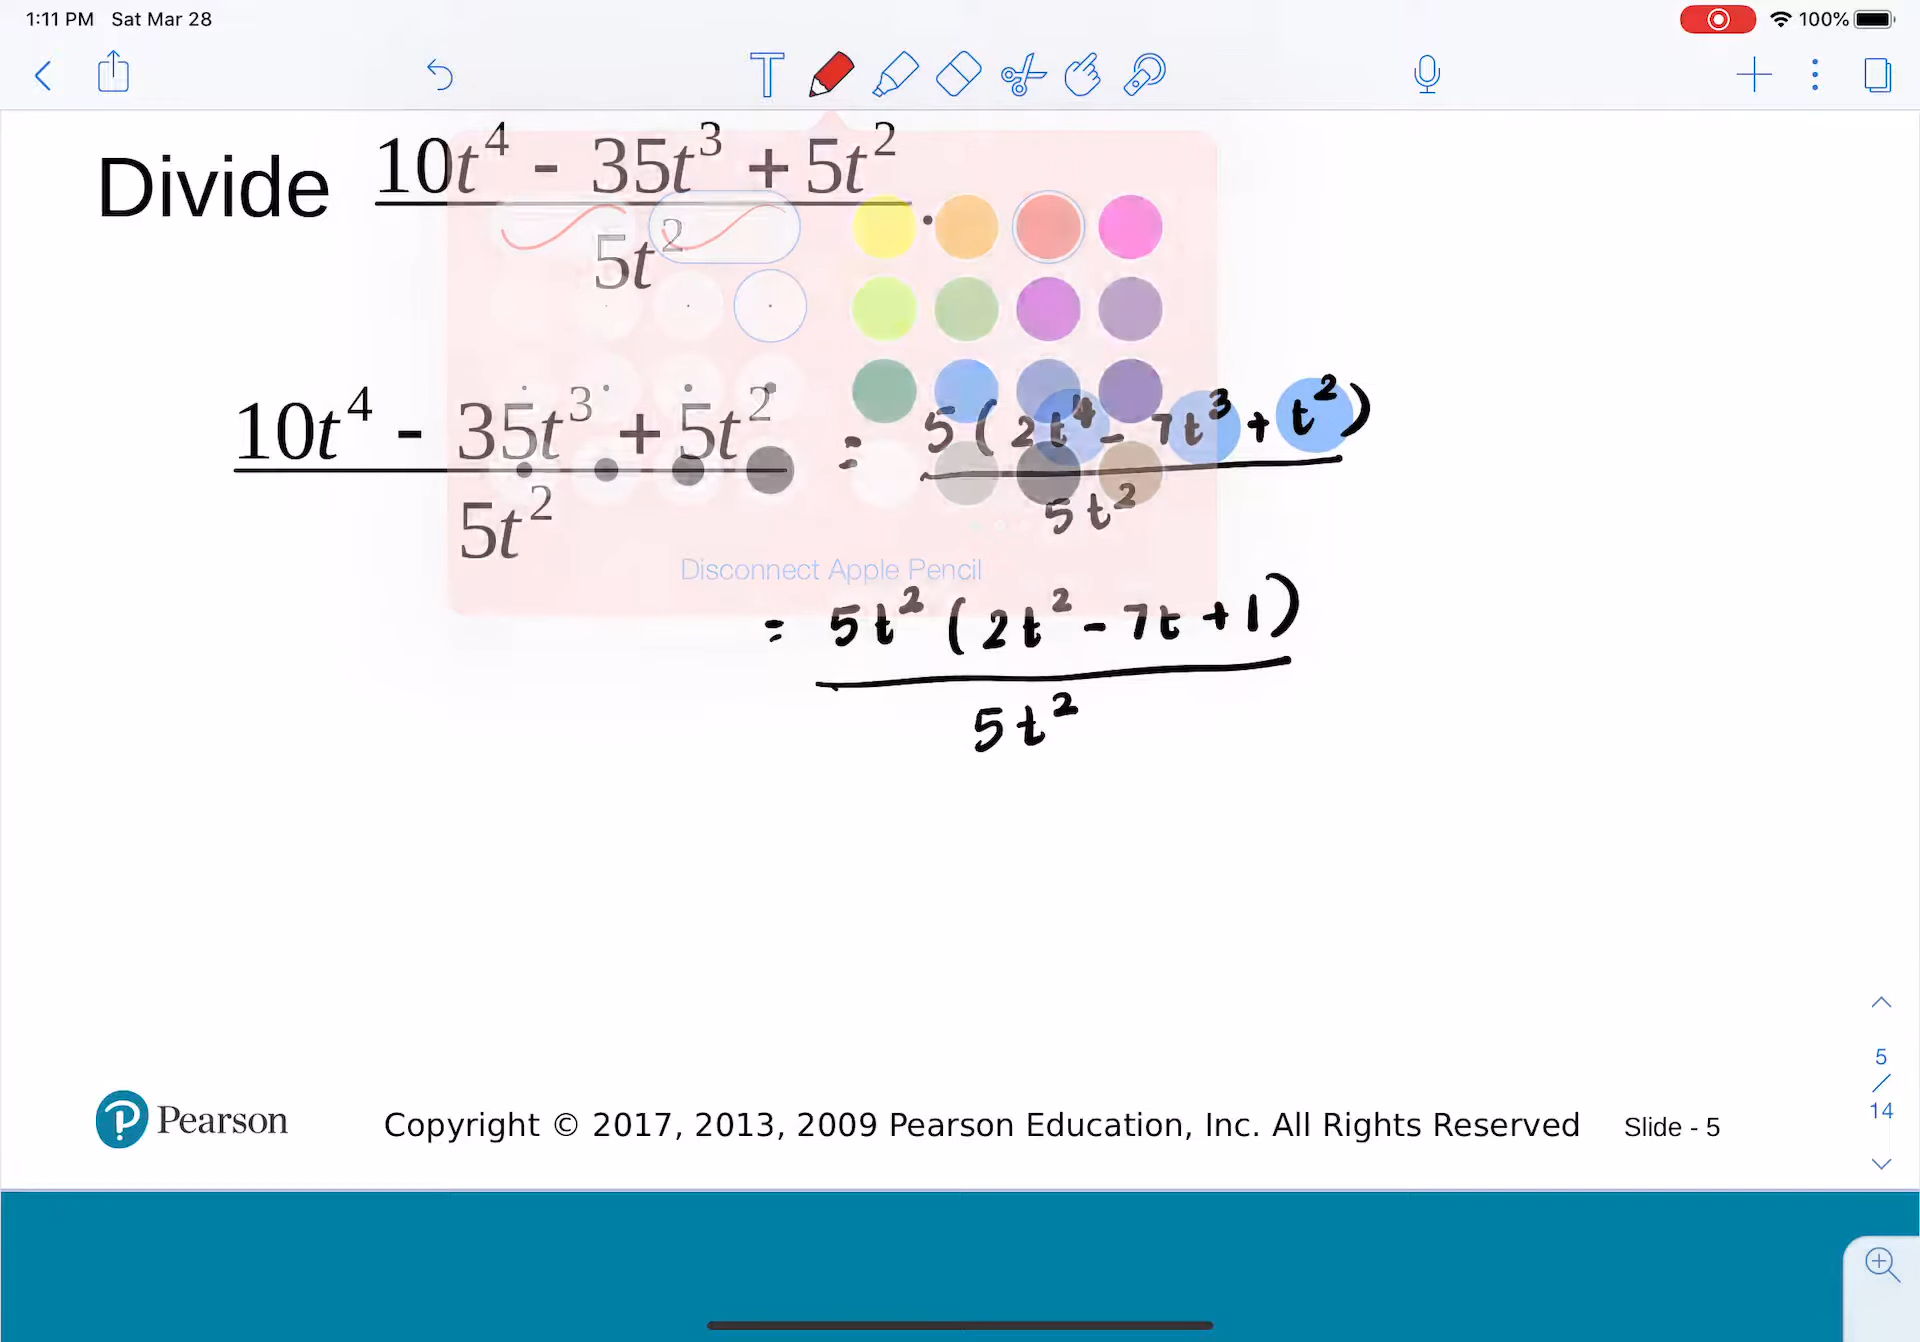 1:11 PM Sat Mar 28
100%
Divide 10t⁴ - 35t³ + 5t² .
5t²
10t⁴ - 35t³ + 5t² = 5(2t⁴ - 7t³ + t²)
5t² 5t²
Disconnect Apple Pencil
= 5t² (2t² - 7t + 1)
5t²
5
/
14
Pearson Copyright © 2017, 2013, 2009 Pearson Education, Inc. All Rights Reserved Slide - 5